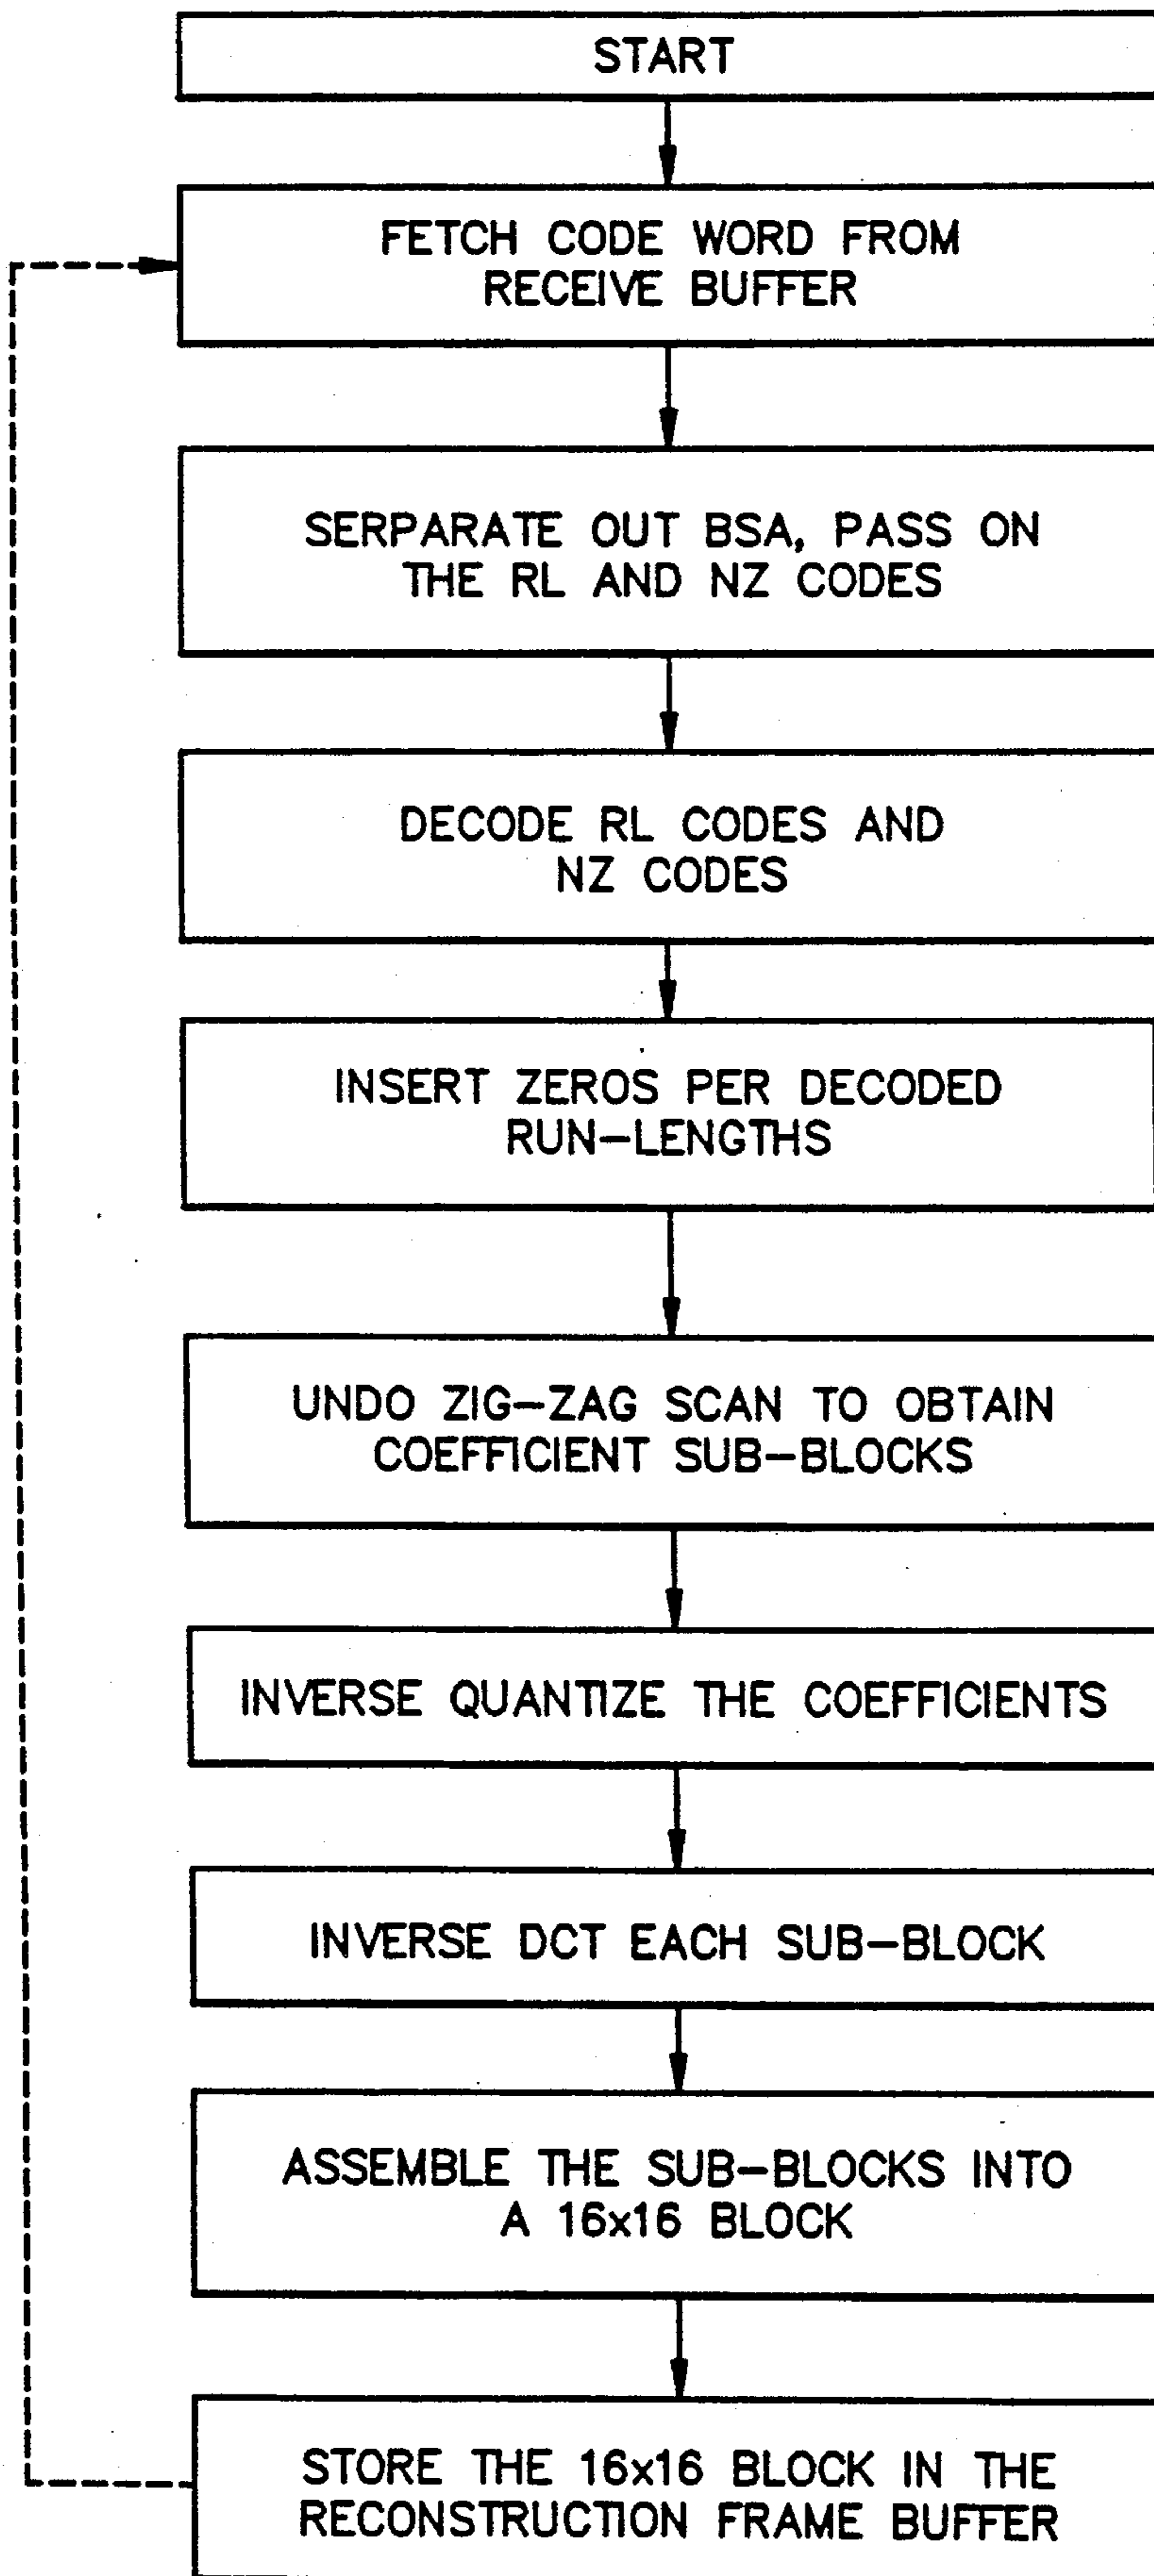 START
FETCH CODE WORD FROM
RECEIVE BUFFER
SERPARATE OUT BSA, PASS ON
THE RL AND NZ CODES
DECODE RL CODES AND
NZ CODES
INSERT ZEROS PER DECODED
RUN-LENGTHS
UNDO ZIG-ZAG SCAN TO OBTAIN
COEFFICIENT SUB-BLOCKS
INVERSE QUANTIZE THE COEFFICIENTS
INVERSE DCT EACH SUB-BLOCK
ASSEMBLE THE SUB-BLOCKS INTO
A 16x16 BLOCK
STORE THE 16x16 BLOCK IN THE
RECONSTRUCTION FRAME BUFFER